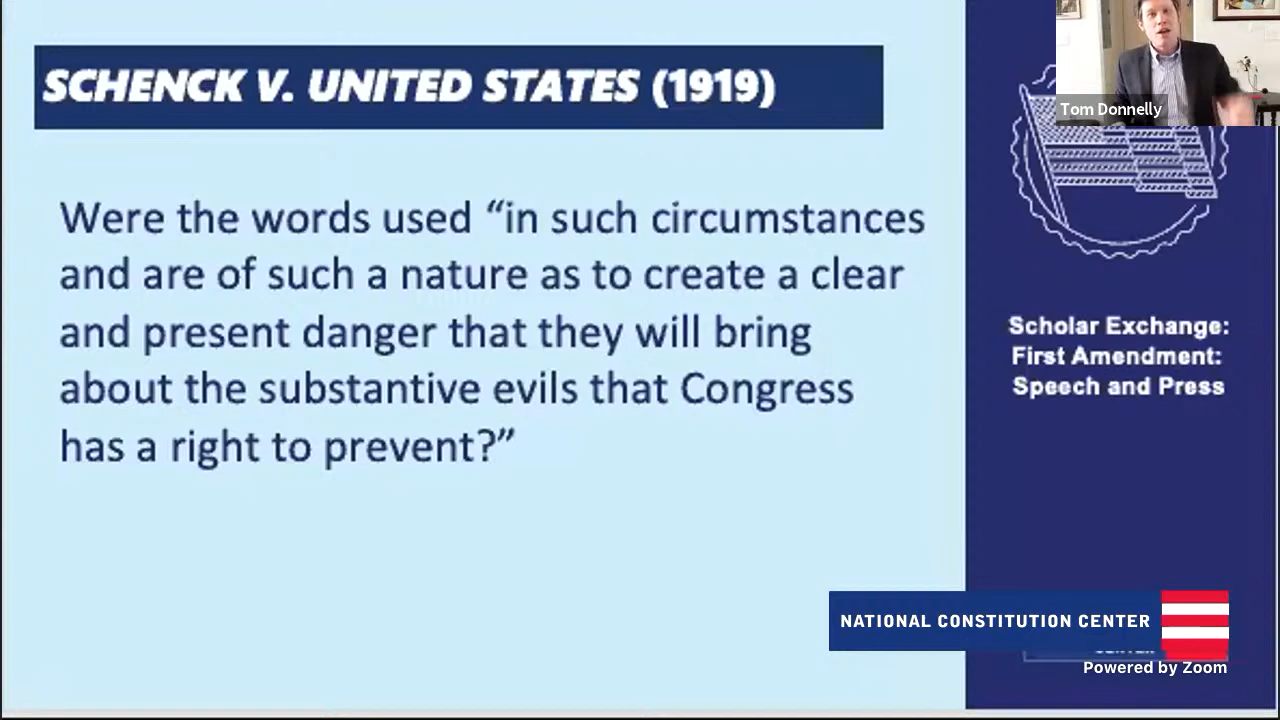 SCHENCK V. UNITED STATES (1919)
Were the words used “in such circumstances
and are of such a nature as to create a clear
and present danger that they will bring
about the substantive evils that Congress
has a right to prevent?”
Tom Donnelly
Scholar Exchange:
First Amendment:
Speech and Press
NATIONAL CONSTITUTION CENTER
Powered by Zoom